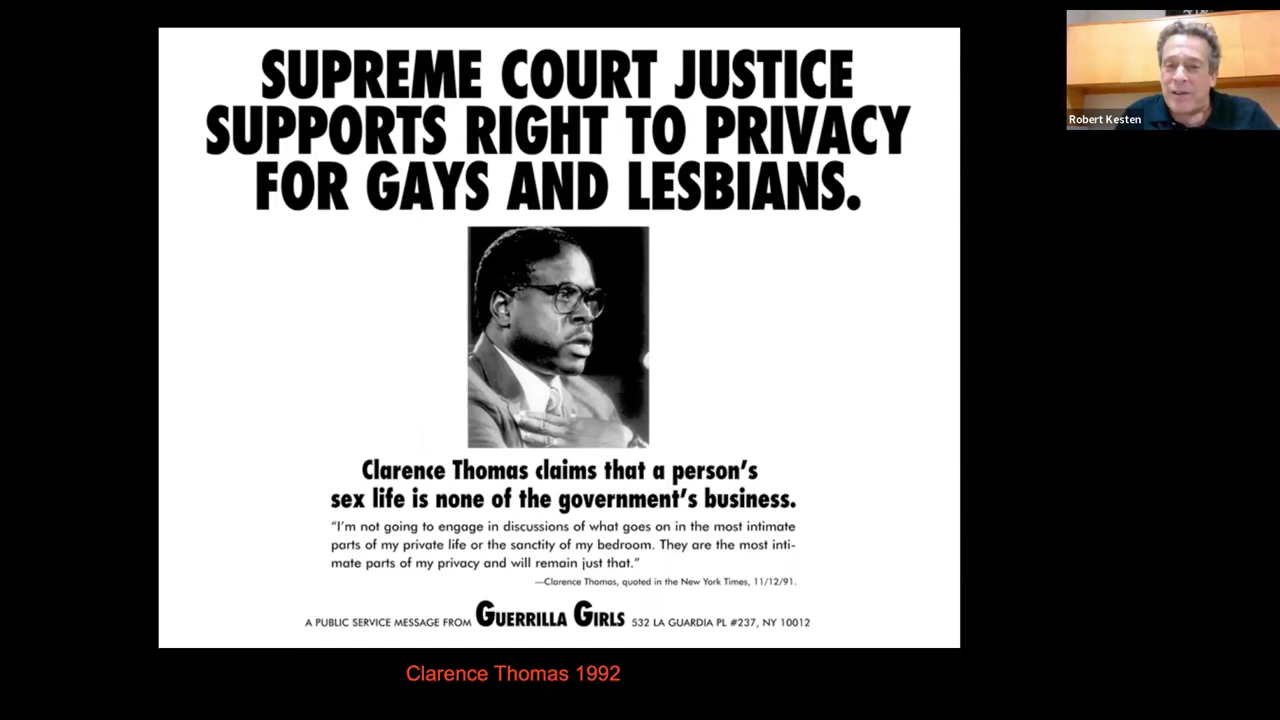 SUPREME COURT JUSTICE
SUPPORTS RIGHT TO PRIVACY
FOR GAYS AND LESBIANS.
Clarence Thomas claims that a person's
sex life is none of the government's business.
"I'm not going to engage in discussions of what goes on in the most intimate
parts of my private life or the sanctity of my bedroom. They are the most inti-
mate parts of my privacy and will remain just that."
—Clarence Thomas, quoted in the New York Times, 11/12/91.
A PUBLIC SERVICE MESSAGE FROM GUERRILLA GIRLS 532 LA GUARDIA PL #237, NY 10012
Clarence Thomas 1992
Robert Kesten